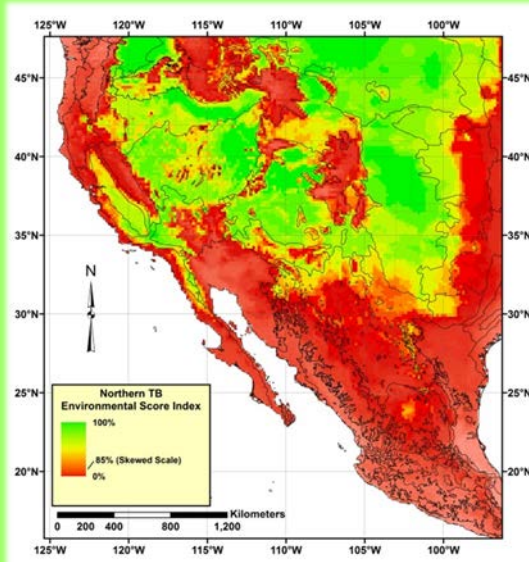 125°W 120°W 115°W 110°W 105°W 100°W
45°N 45°N
40°N 40°N
35°N 35°N
N
30°N 30°N
25°N 25°N
Northern TB
Environmental Score Index
100%
85% (Skewed Scale)
0%
20°N 20°N
Kilometers
0 200 400 800 1,200
125°W 120°W 115°W 110°W 105°W 100°W